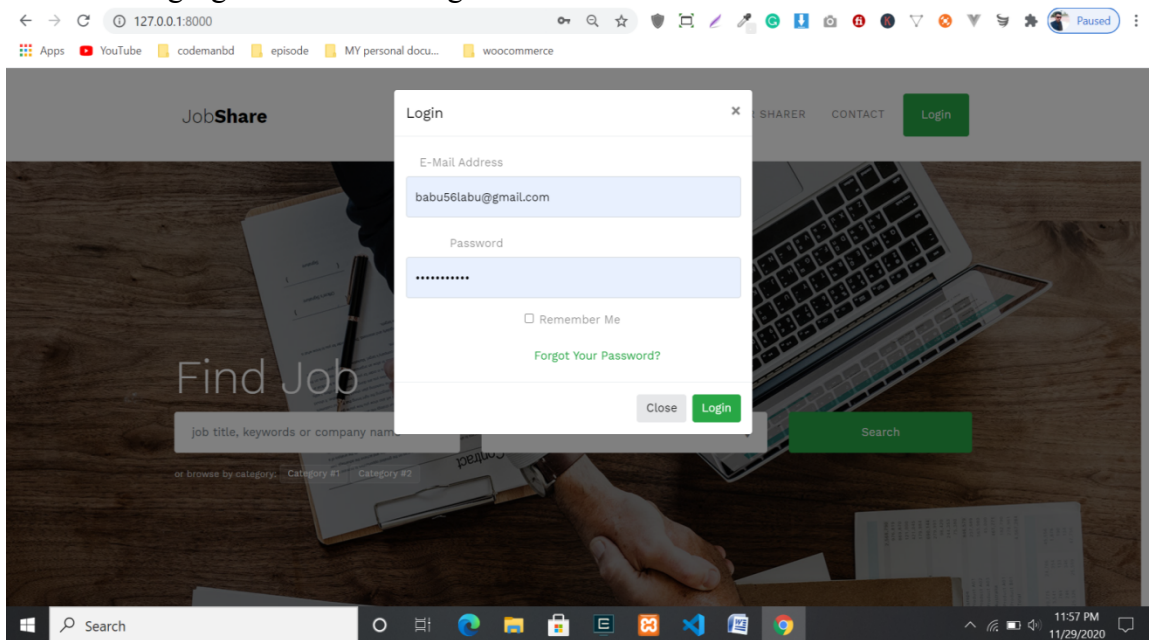 127.0.0.1:8000
Paused
Apps YouTube codemanbd episode MY personal docu... woocommerce
JobShare
SHARER CONTACT Login
Login ×
E-Mail Address
babu56labu@gmail.com
Password
•••••••••••
Remember Me
Forgot Your Password?
Close Login
Find Job
job title, keywords or company name
Search
or browse by category: Category #1 Category #2
Contract
Search
11:57 PM
11/29/2020